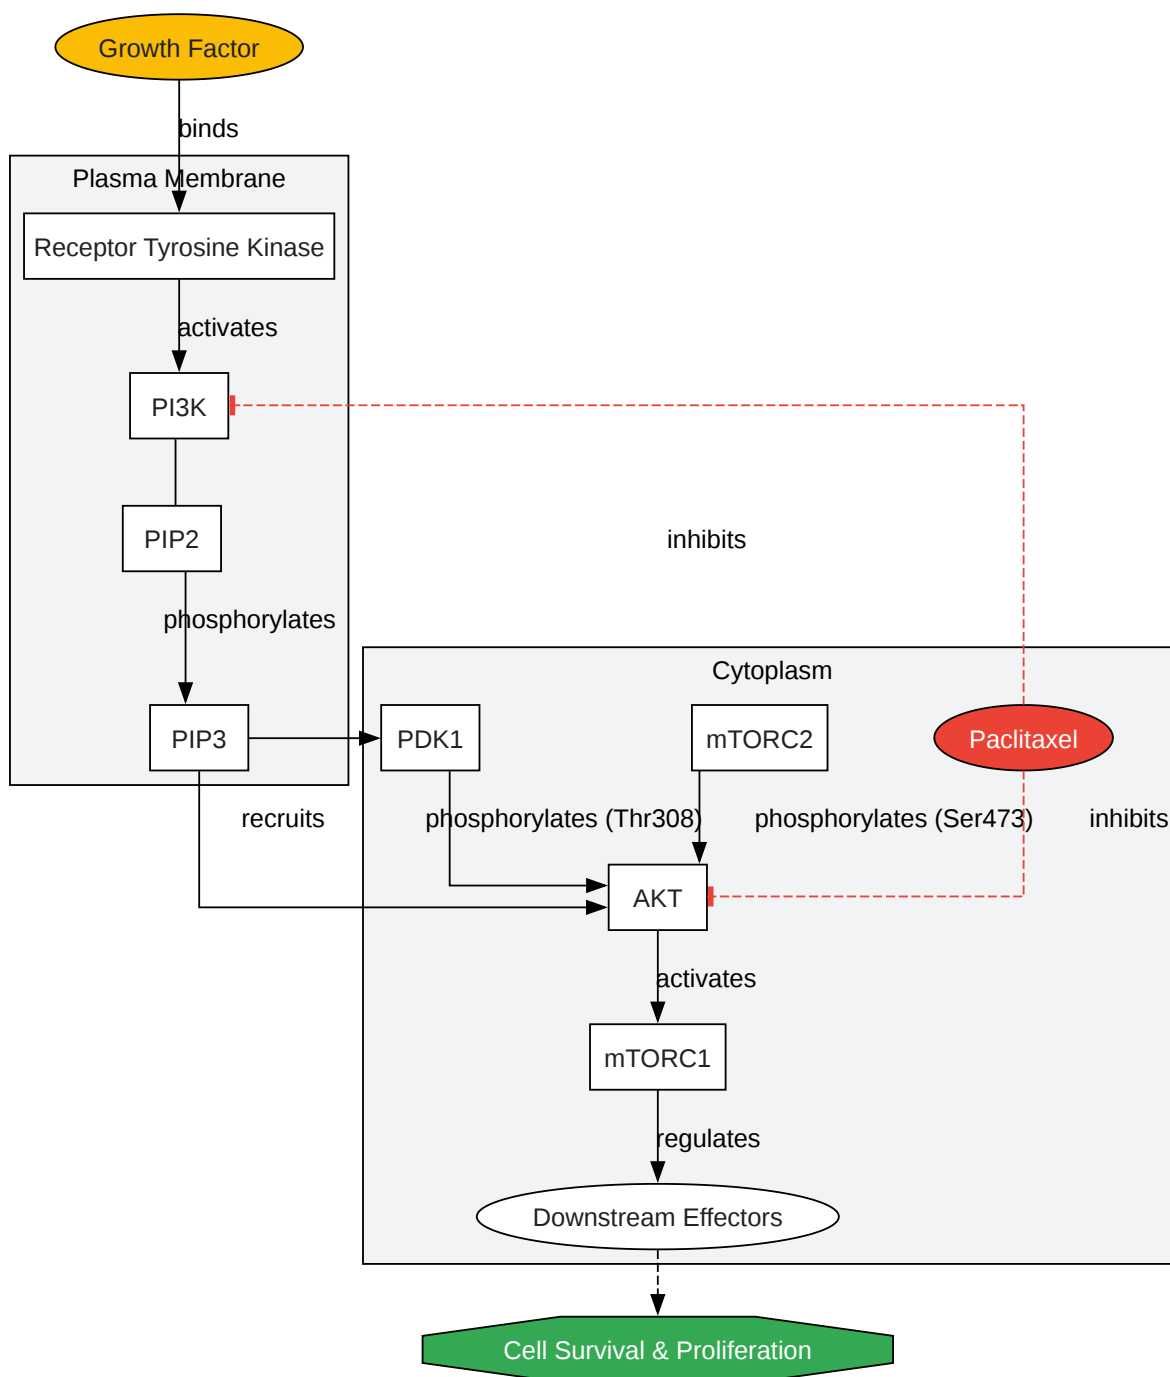 Growth Factor
binds
Plasma Membrane
Receptor Tyrosine Kinase
activates
PI3K
PIP2
inhibits
phosphorylates
Cytoplasm
PIP3
PDK1
mTORC2
Paclitaxel
recruits
phosphorylates (Thr308)
phosphorylates (Ser473)
inhibits
AKT
activates
mTORC1
regulates
Downstream Effectors
Cell Survival & Proliferation